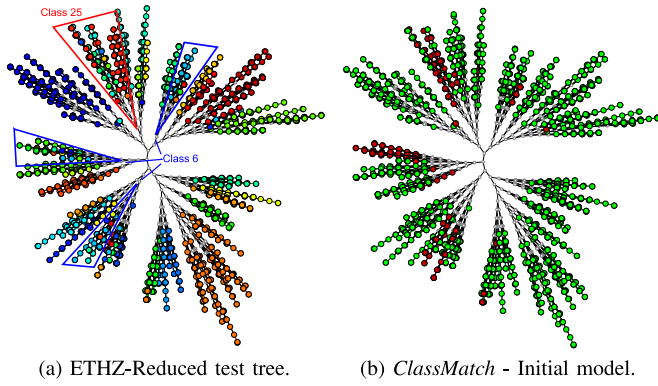 Class 25
Class 6
(a) ETHZ-Reduced test tree.
(b) ClassMatch - Initial model.